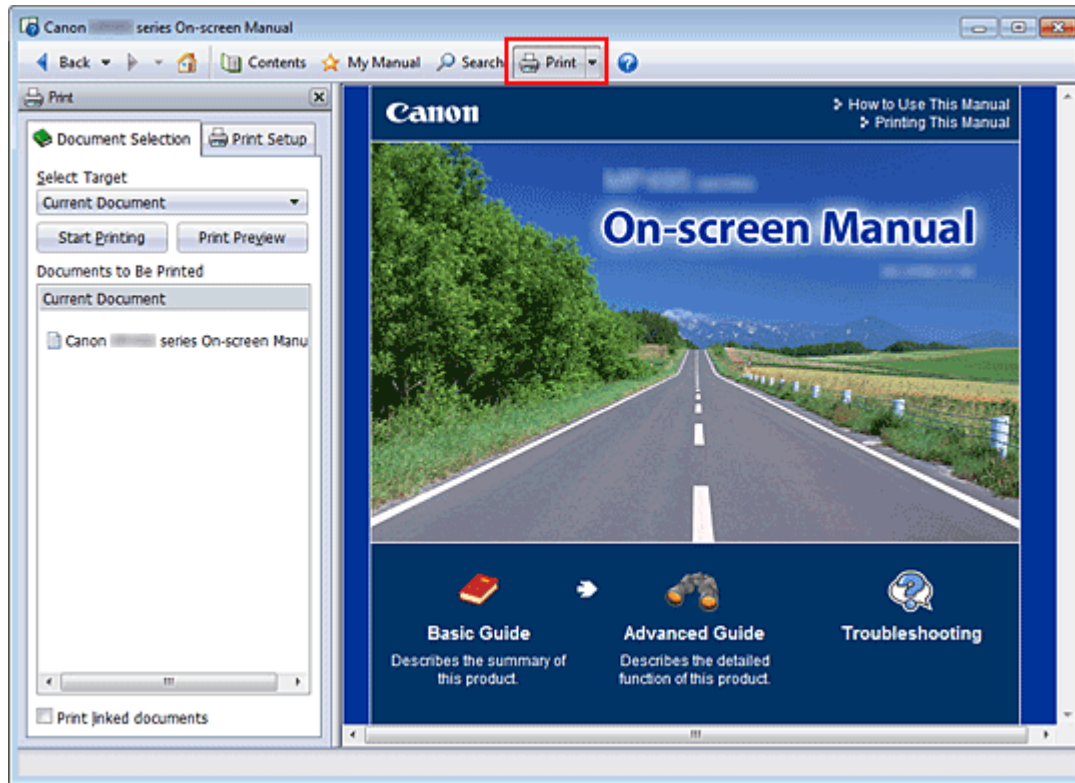 Canon series On-screen Manual
Back
Contents
My Manual
Search
Print
Print
Document Selection
Print Setup
Select Target
Current Document
Start Printing
Print Preview
Documents to Be Printed
Current Document
Canon series On-screen Manu
Print linked documents
Canon
How to Use This Manual
Printing This Manual
On-screen Manual
Basic Guide
Describes the summary of
this product.
Advanced Guide
Describes the detailed
function of this product.
Troubleshooting